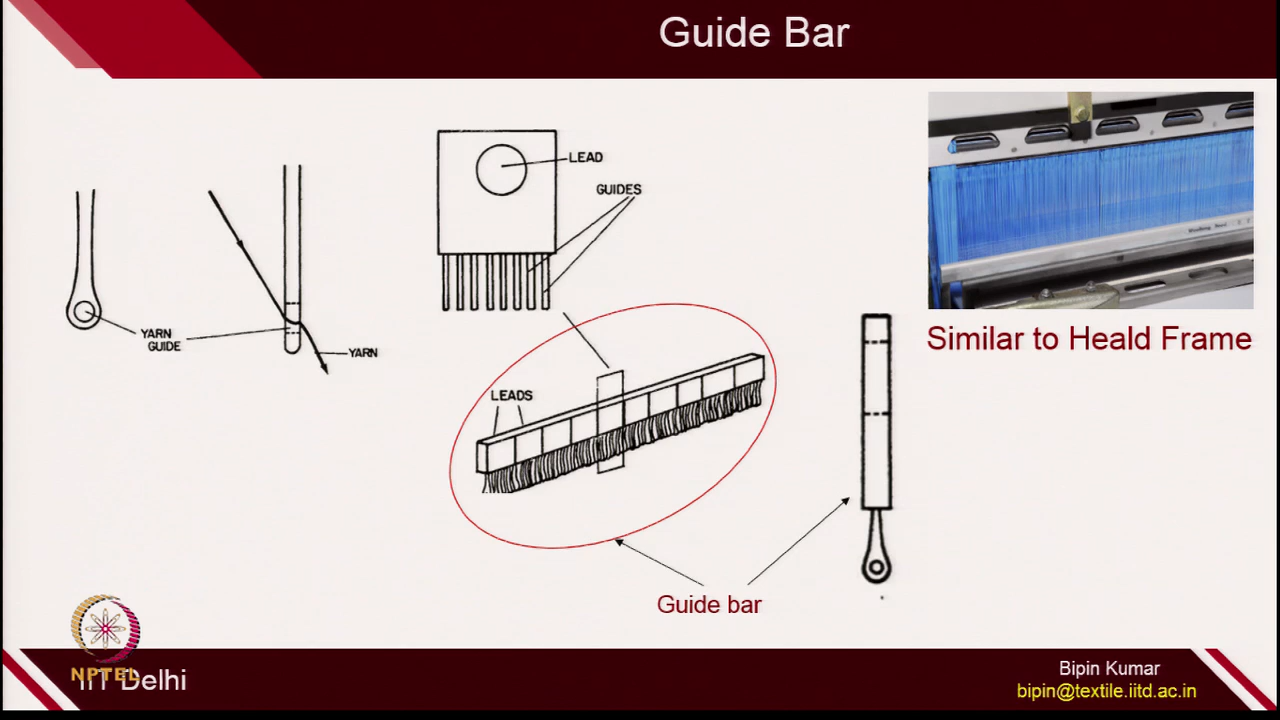 Guide Bar
LEAD
GUIDES
YARN
GUIDE
YARN
LEADS
Similar to Heald Frame
Guide bar
NPTEL
IIT Delhi
Bipin Kumar
bipin@textile.iitd.ac.in